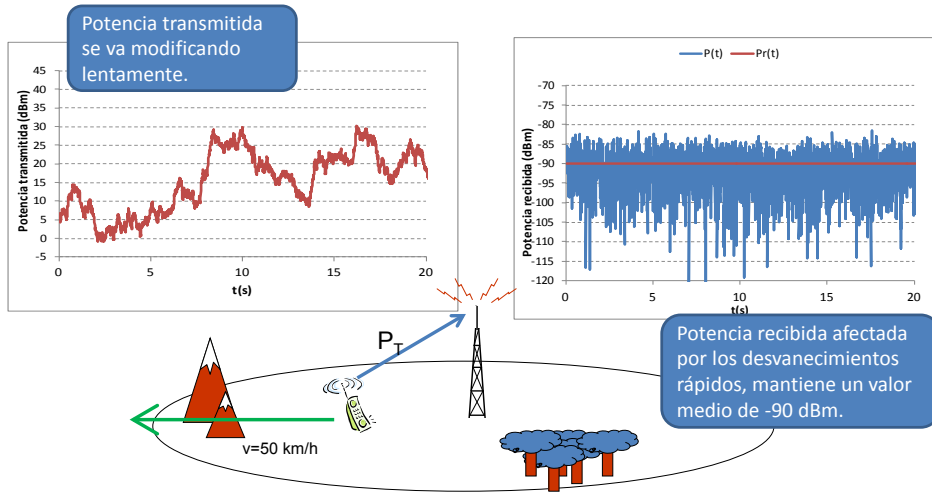 Potencia transmitida
se va modificando
lentamente.
Potencia transmitida (dBm)
45
40
35
30
25
20
15
10
5
0
-5
0
5
10
15
20
t(s)
P(t)
Pr(t)
Potencia recibida (dBm)
-70
-75
-80
-85
-90
-95
-100
-105
-110
-115
-120
0
5
10
15
20
t(s)
P_T
v=50 km/h
Potencia recibida afectada
por los desvanecimientos
rápidos, mantiene un valor
medio de -90 dBm.